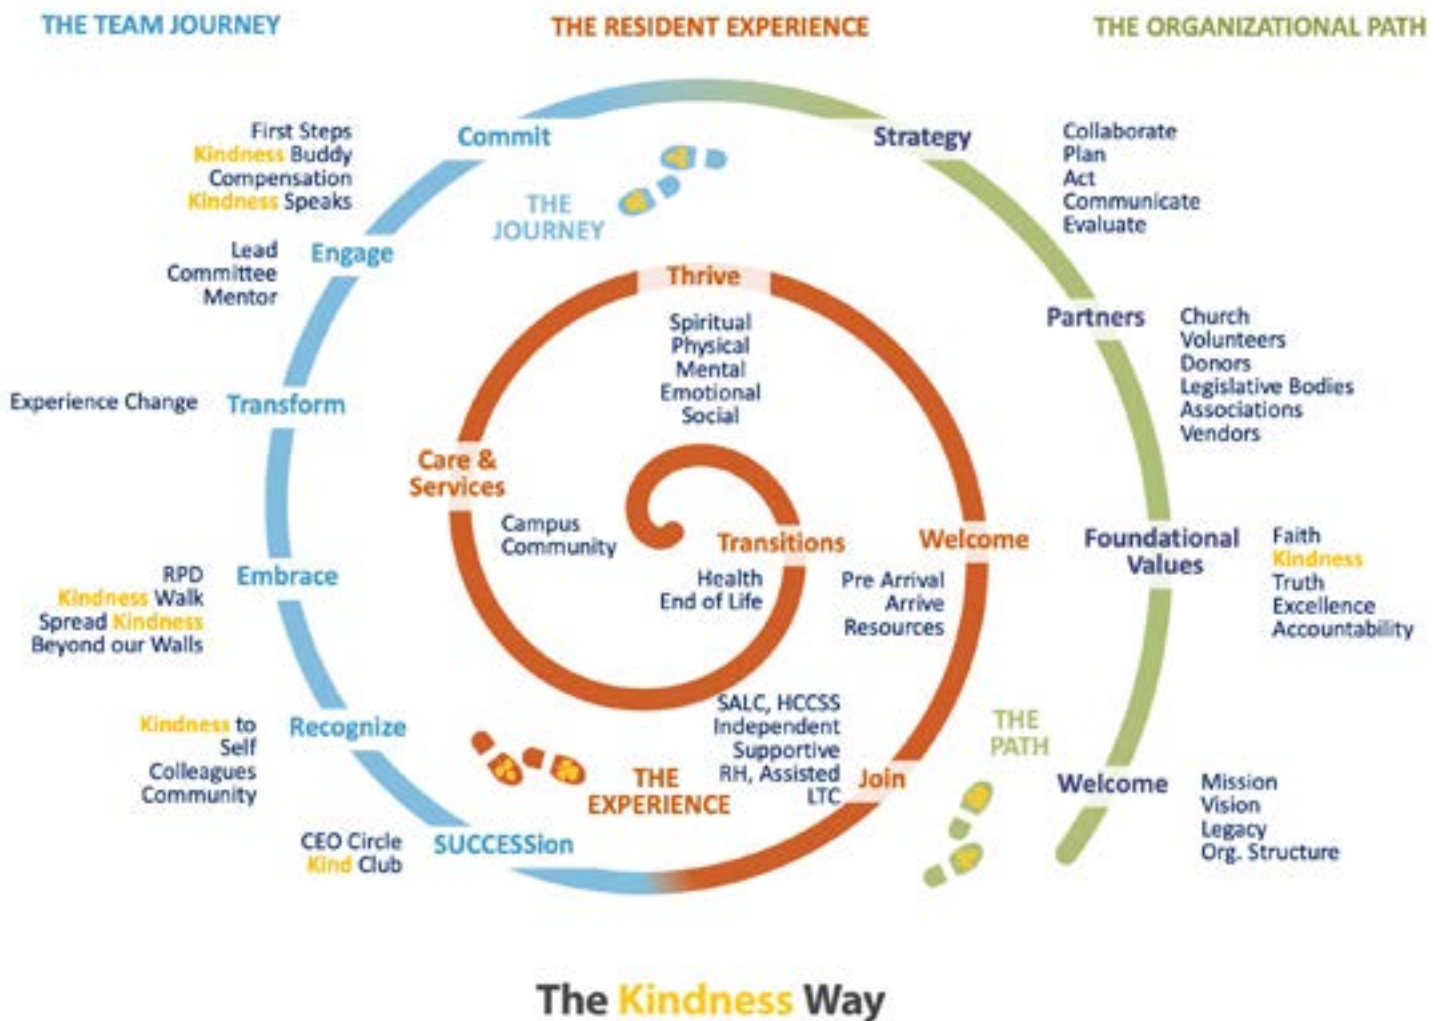 THE TEAM JOURNEY
THE RESIDENT EXPERIENCE
THE ORGANIZATIONAL PATH
Commit
First Steps
Kindness Buddy
Compensation
Kindness Speaks
Engage
Lead
Committee
Mentor
Transform
Experience Change
Embrace
RPD
Kindness Walk
Spread Kindness
Beyond our Walls
Recognize
Kindness to
Self
Colleagues
Community
SUCCESSion
CEO Circle
Kind Club
THE
JOURNEY
Thrive
Spiritual
Physical
Mental
Emotional
Social
Care &
Services
Campus
Community
Transitions
Health
End of Life
Welcome
Pre Arrival
Arrive
Resources
Join
SALC, HCCSS
Independent
Supportive
RH, Assisted
LTC
THE
EXPERIENCE
Strategy
Collaborate
Plan
Act
Communicate
Evaluate
Partners
Church
Volunteers
Donors
Legislative Bodies
Associations
Vendors
Foundational
Values
Faith
Kindness
Truth
Excellence
Accountability
THE
PATH
Welcome
Mission
Vision
Legacy
Org. Structure
The Kindness Way